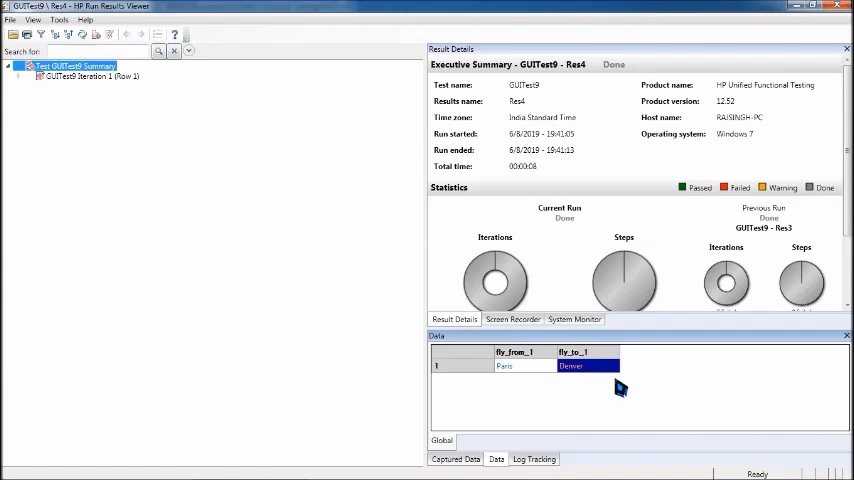 GUITest9 \ Res4 - HP Run Results Viewer
File View Tools Help
Search for:
Test GUITest9 Summary
GUITest9 Iteration 1 (Row 1)
Result Details
Executive Summary - GUITest9 - Res4 Done
Test name: GUITest9 Product name: HP Unified Functional Testing
Results name: Res4 Product version: 12.52
Time zone: India Standard Time Host name: RAJSINGH-PC
Run started: 6/8/2019 - 19:41:05 Operating system: Windows 7
Run ended: 6/8/2019 - 19:41:13
Total time: 00:00:08
Statistics Passed Failed Warning Done
Current Run Previous Run
Done Done
GUITest9 - Res3
Iterations Steps Iterations Steps
Result Details Screen Recorder System Monitor
Data
fly_from_1 fly_to_1
1 Paris Denver
Global
Captured Data Data Log Tracking
Ready